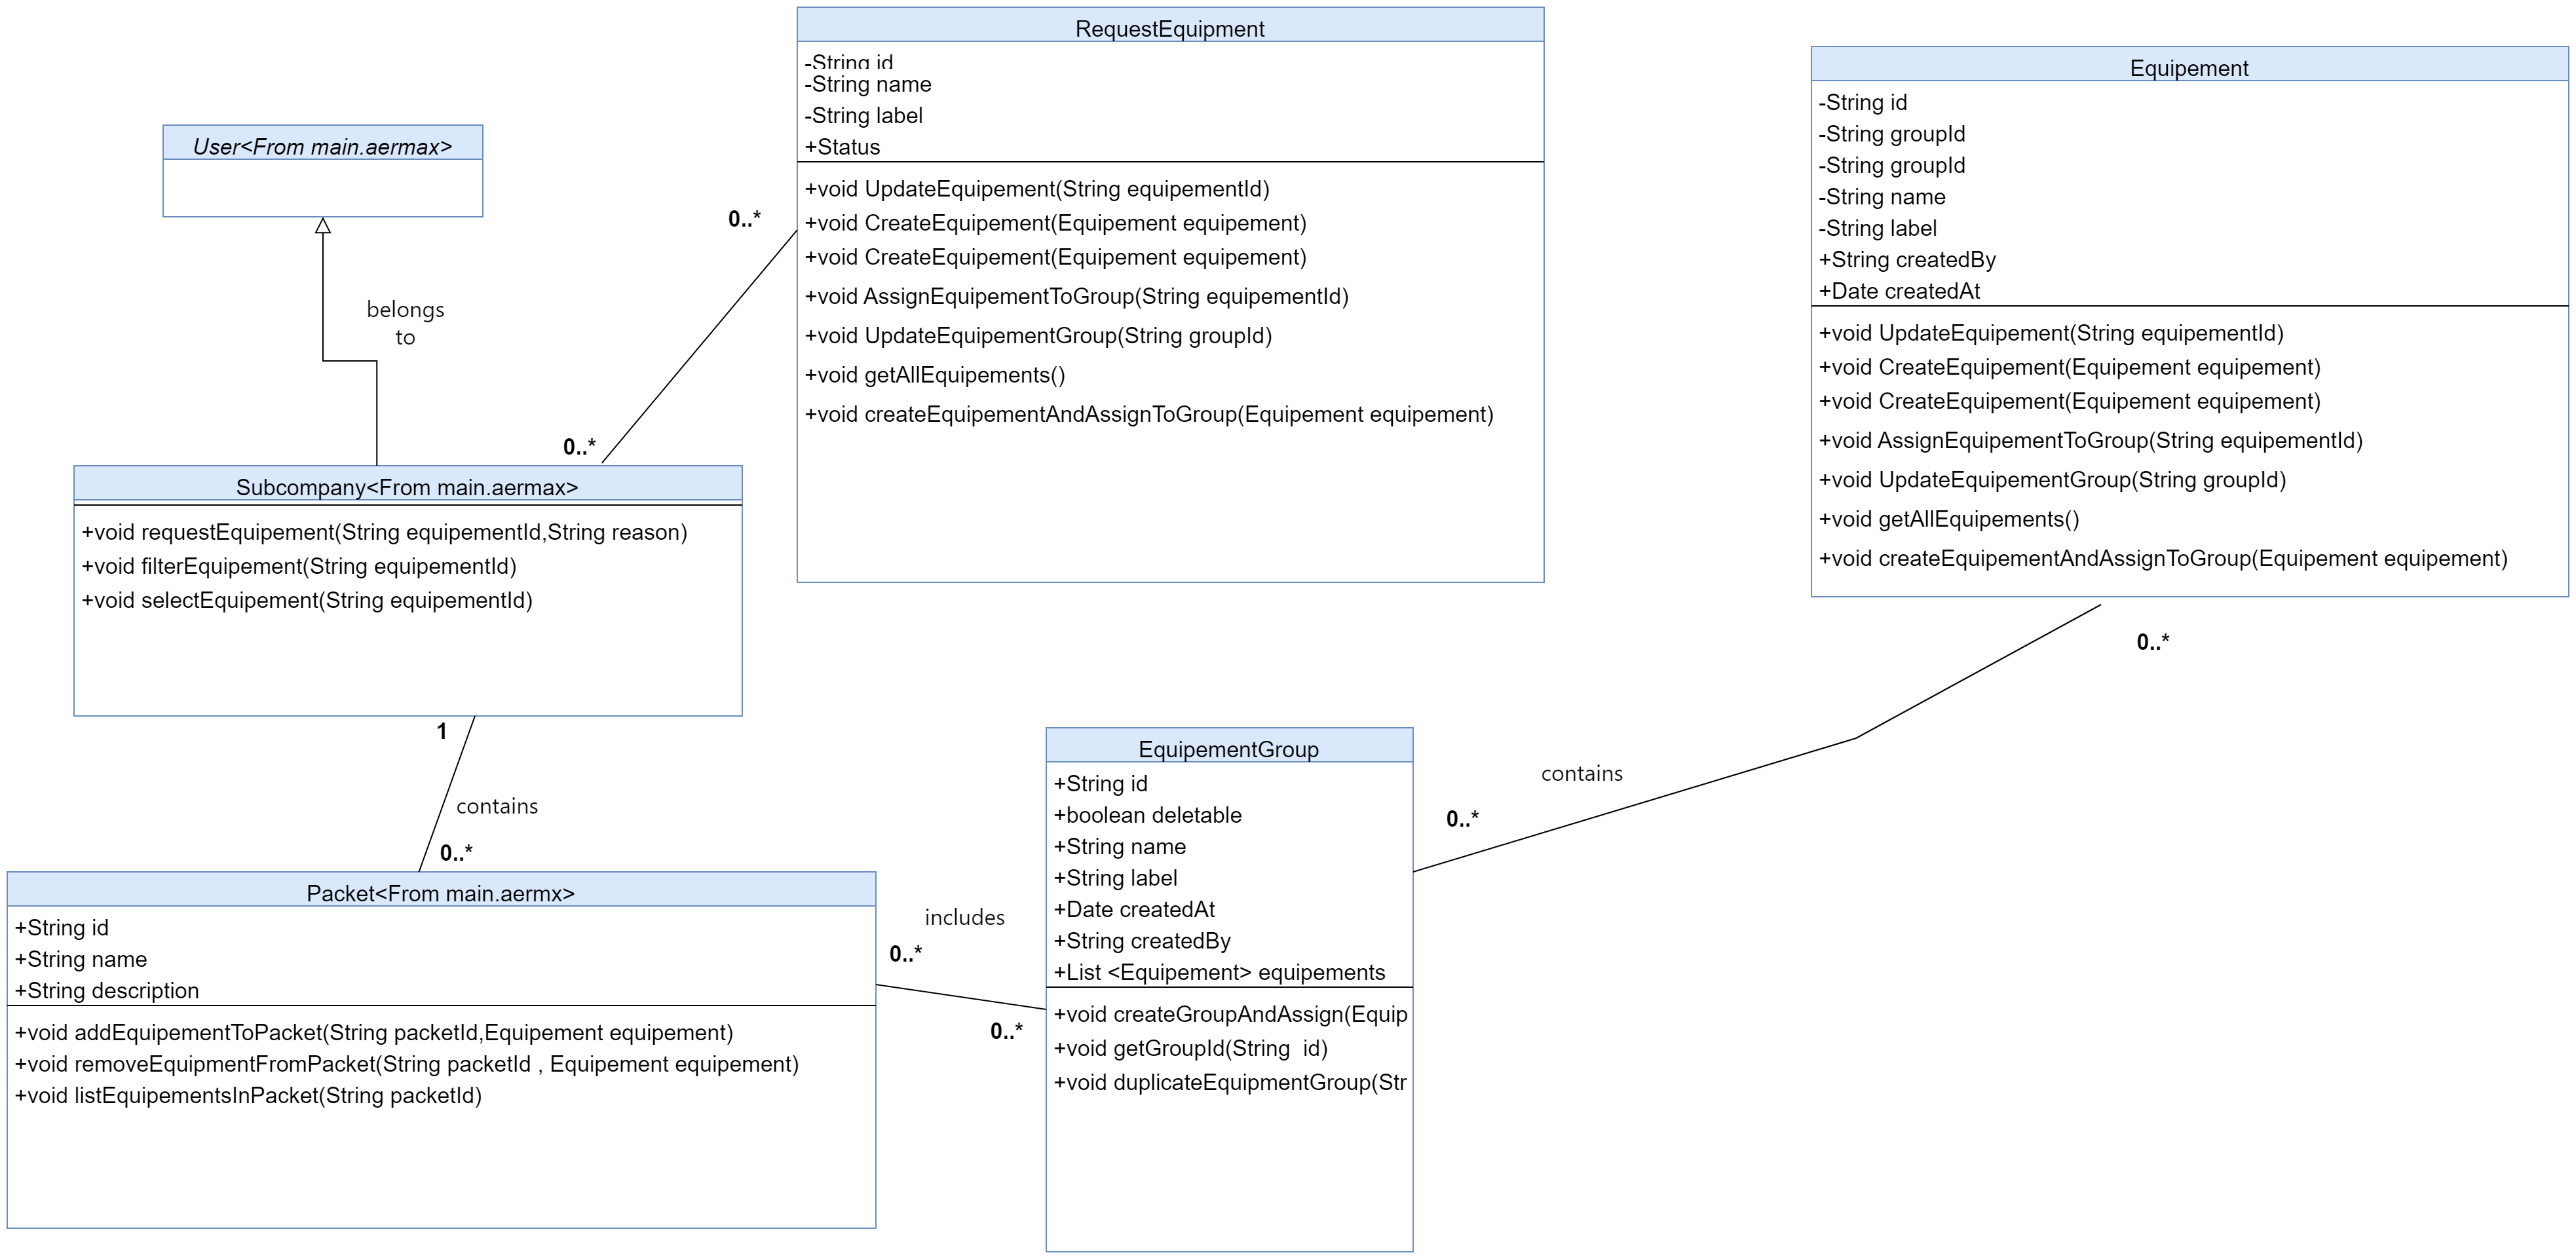 RequestEquipment
-String id
-String name
-String label
+Status
+void UpdateEquipement(String equipementId)
+void CreateEquipement(Equipement equipement)
+void CreateEquipement(Equipement equipement)
+void AssignEquipementToGroup(String equipementId)
+void UpdateEquipementGroup(String groupId)
+void getAllEquipements()
+void createEquipementAndAssignToGroup(Equipement equipement)
Equipement
-String id
-String groupId
-String groupId
-String name
-String label
+String createdBy
+Date createdAt
+void UpdateEquipement(String equipementId)
+void CreateEquipement(Equipement equipement)
+void CreateEquipement(Equipement equipement)
+void AssignEquipementToGroup(String equipementId)
+void UpdateEquipementGroup(String groupId)
+void getAllEquipements()
+void createEquipementAndAssignToGroup(Equipement equipement)
User<From main.aermax>
belongs
to
0..*
0..*
Subcompany<From main.aermax>
+void requestEquipement(String equipementId,String reason)
+void filterEquipement(String equipementId)
+void selectEquipement(String equipementId)
1
contains
0..*
Packet<From main.aermx>
+String id
+String name
+String description
+void addEquipementToPacket(String packetId,Equipement equipement)
+void removeEquipmentFromPacket(String packetId , Equipement equipement)
+void listEquipementsInPacket(String packetId)
includes
0..*
0..*
EquipementGroup
+String id
+boolean deletable
+String name
+String label
+Date createdAt
+String createdBy
+List <Equipement> equipements
+void createGroupAndAssign(Equip
+void getGroupId(String  id)
+void duplicateEquipmentGroup(Str
0..*
contains
0..*